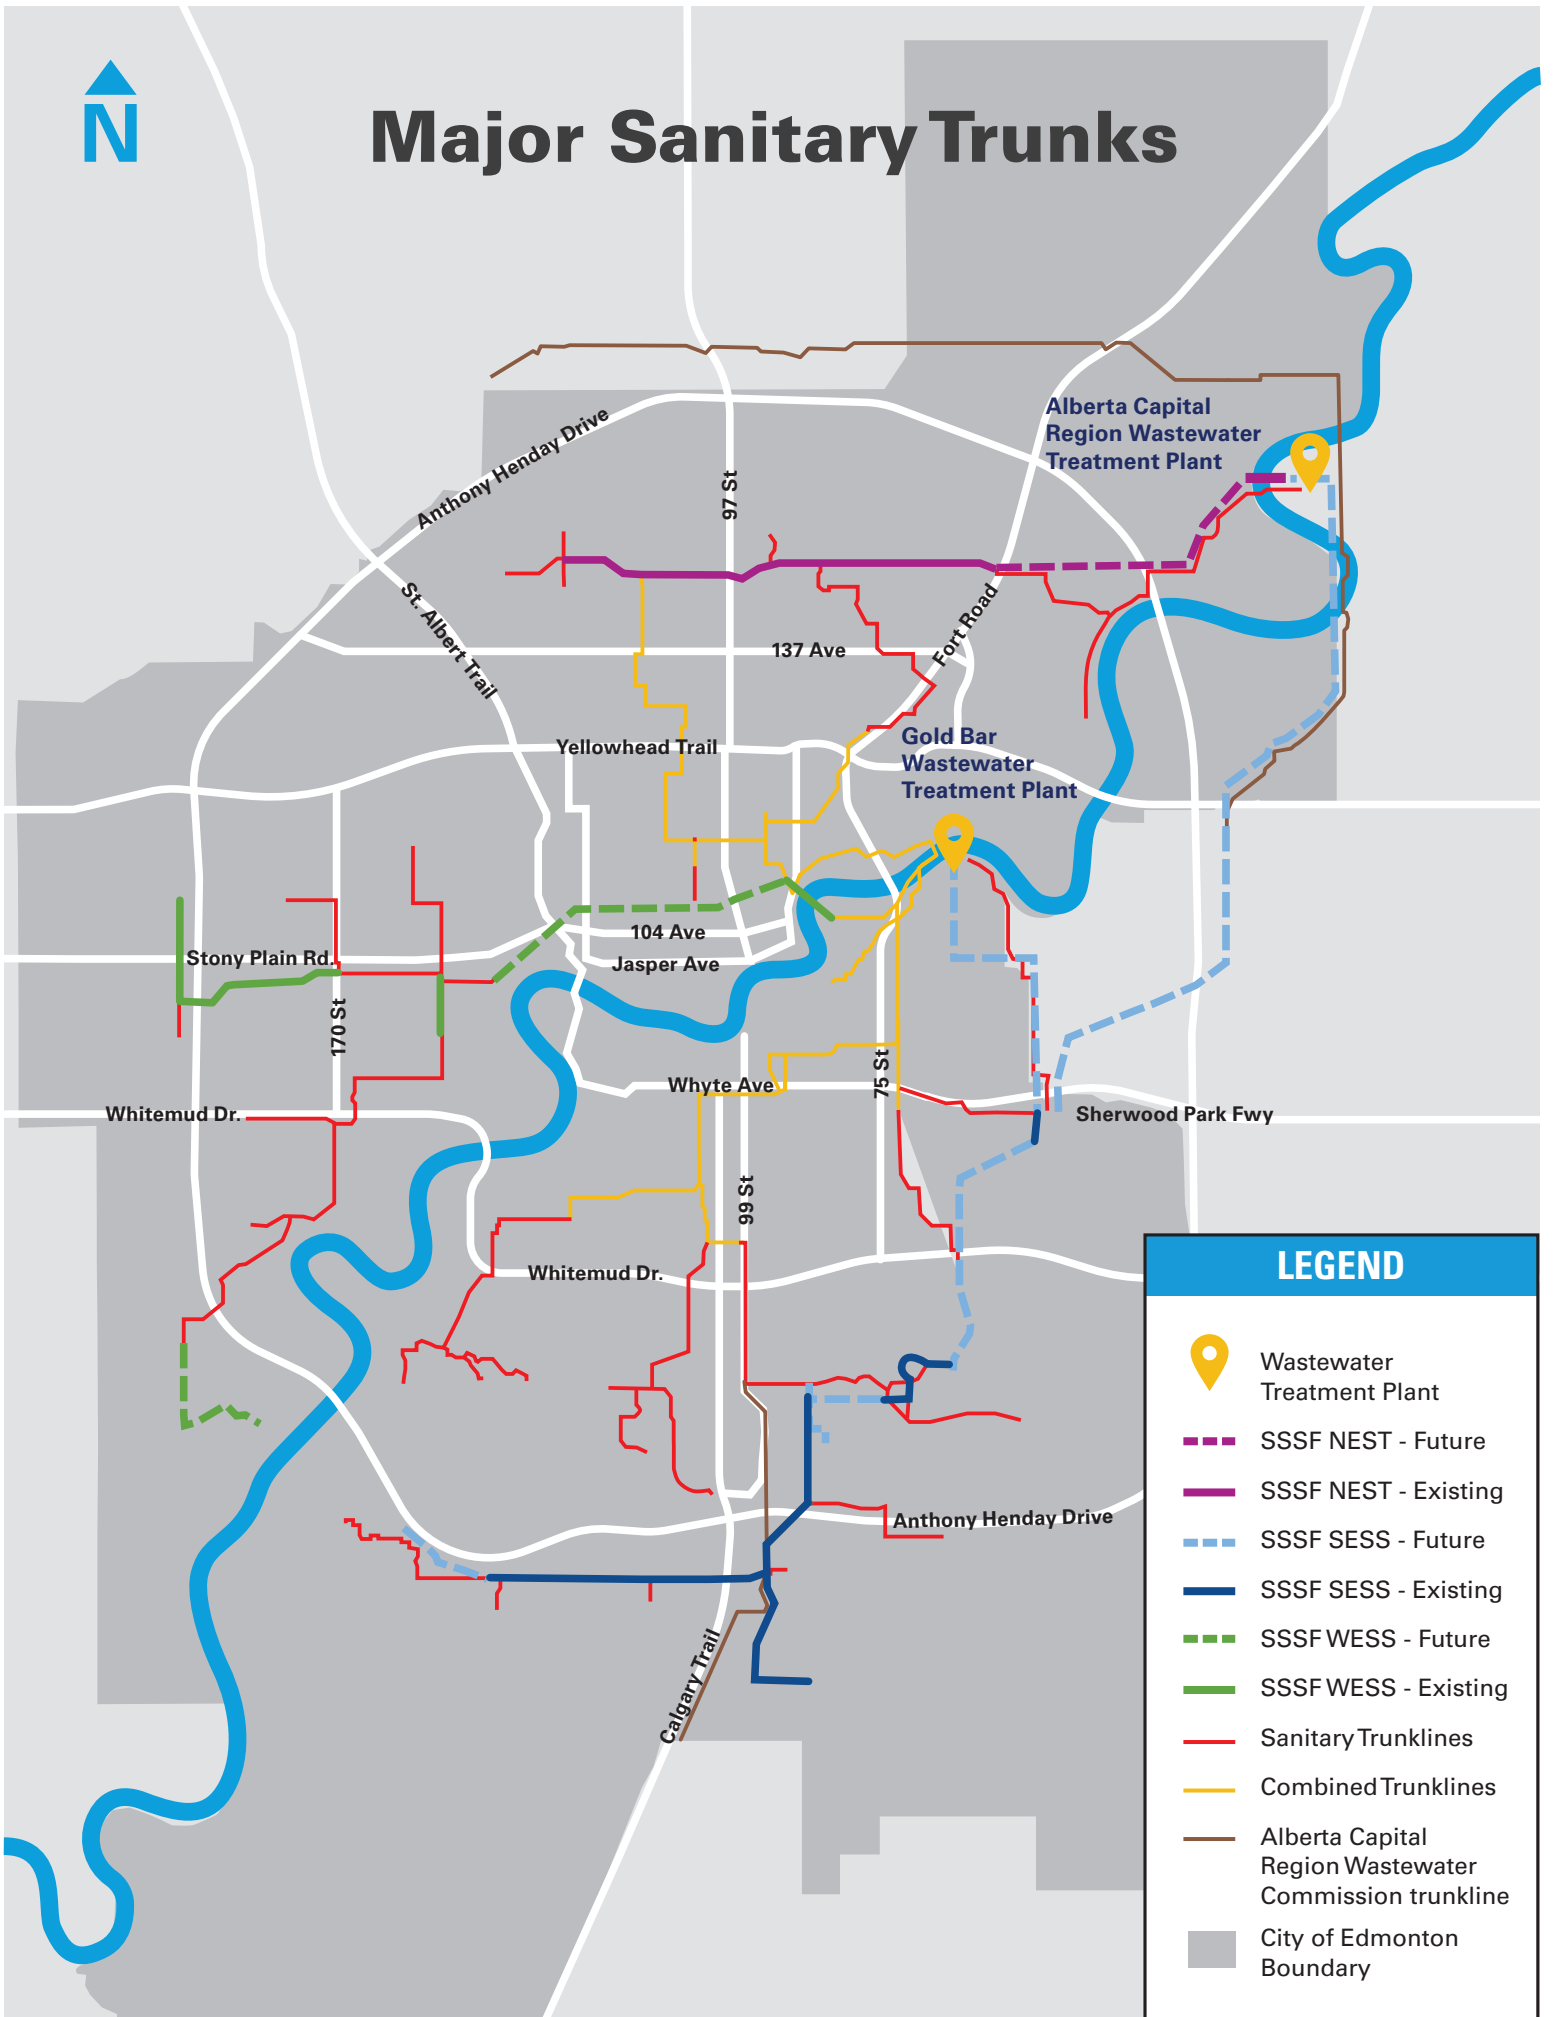 N
Major Sanitary Trunks
Alberta Capital
Region Wastewater
Treatment Plant
Anthony Henday Drive
97 St
St. Albert Trail
Fort Road
137 Ave
Yellowhead Trail
Gold Bar
Wastewater
Treatment Plant
104 Ave
Stony Plain Rd.
Jasper Ave
170 St
75 St
Whyte Ave
Whitemud Dr.
Sherwood Park Fwy
99 St
Whitemud Dr.
Anthony Henday Drive
Calgary Trail
LEGEND
Wastewater
Treatment Plant
SSSF NEST - Future
SSSF NEST - Existing
SSSF SESS - Future
SSSF SESS - Existing
SSSF WESS - Future
SSSF WESS - Existing
Sanitary Trunklines
Combined Trunklines
Alberta Capital
Region Wastewater
Commission trunkline
City of Edmonton
Boundary